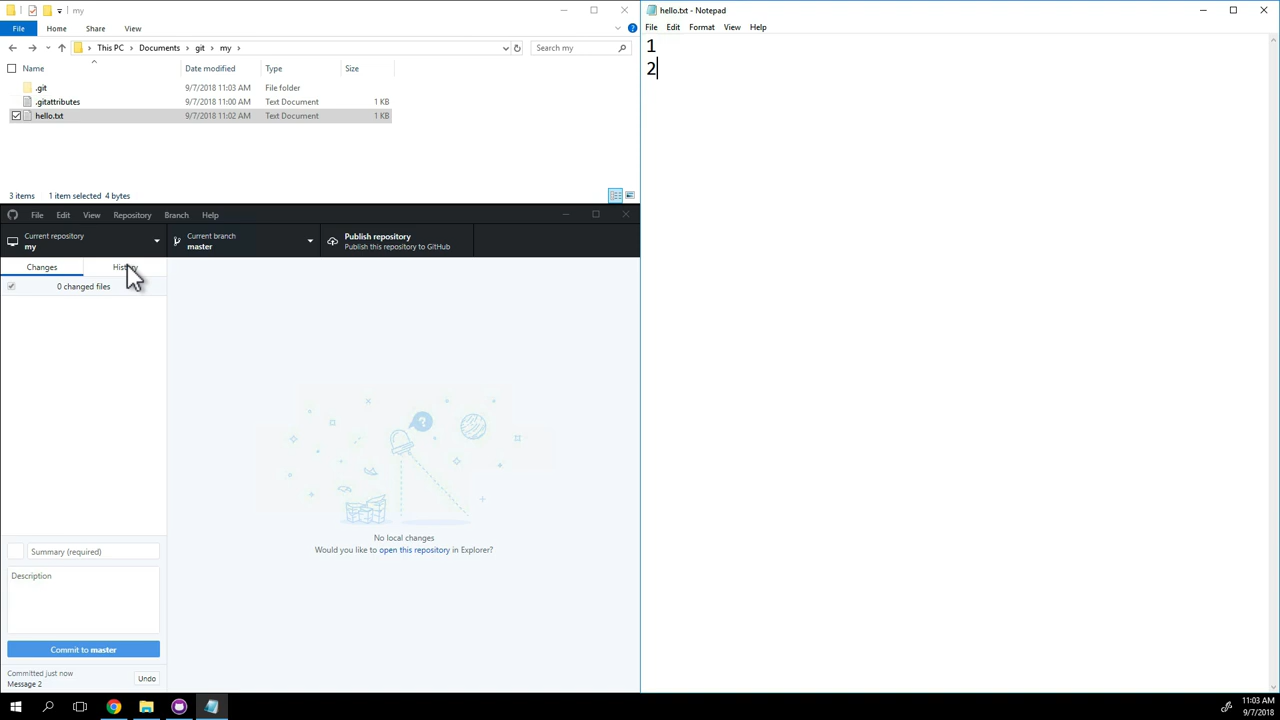 my
File Home Share View
This PC Documents git my
Search my
Name Date modified Type Size
.git 9/7/2018 11:03 AM File folder
.gitattributes 9/7/2018 11:00 AM Text Document 1 KB
hello.txt 9/7/2018 11:02 AM Text Document 1 KB
3 items 1 item selected 4 bytes
File Edit View Repository Branch Help
Current repository
my
Current branch
master
Publish repository
Publish this repository to GitHub
Changes History
0 changed files
?
No local changes
Would you like to open this repository in Explorer?
Summary (required)
Description
Commit to master
Committed just now
Message 2
Undo
hello.txt - Notepad
File Edit Format View Help
1
2
11:03 AM
9/7/2018